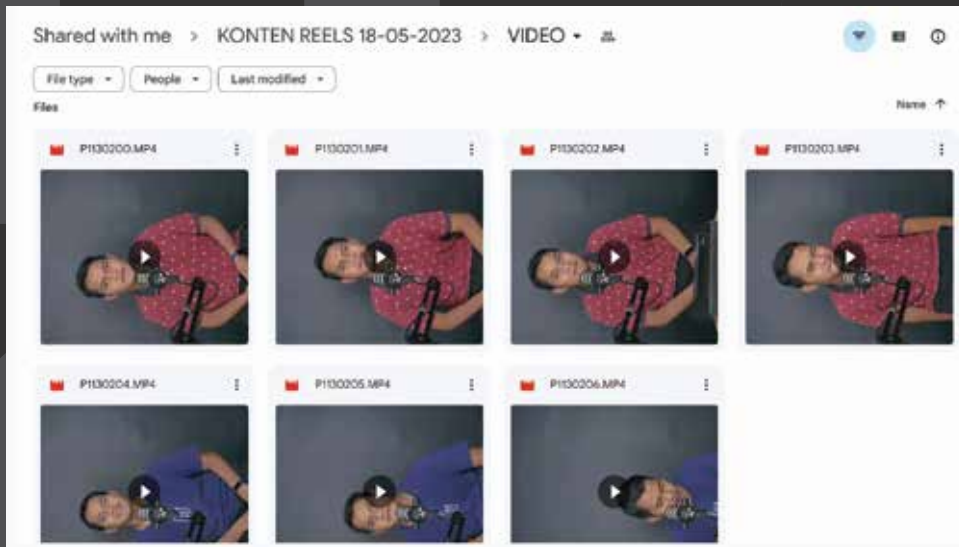 Shared with me > KONTEN REELS 18-05-2023 > VIDEO
File type People Last modified
Files Name
P1130200.MP4 P1130201.MP4 P1130202.MP4 P1130203.MP4
P1130204.MP4 P1130205.MP4 P1130206.MP4